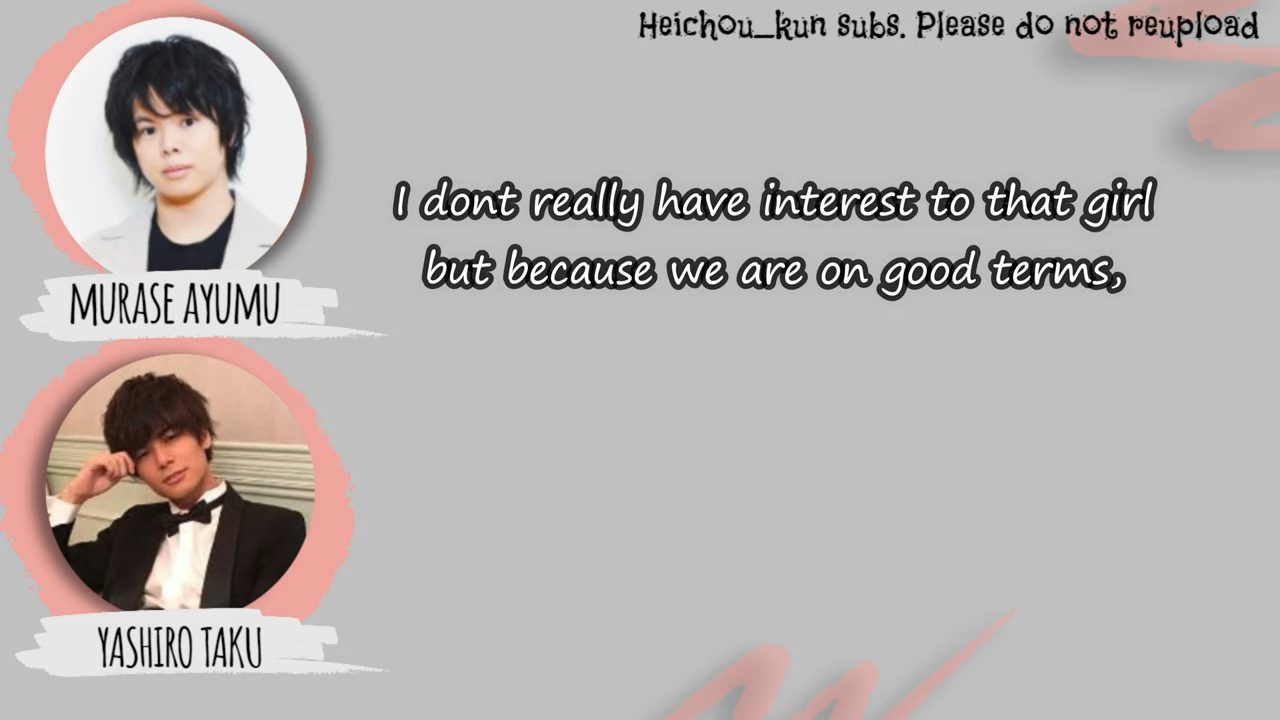 Heichou_kun subs. Please do not reupload
I dont really have interest to that girl
but because we are on good terms,
MURASE AYUMU
YASHIRO TAKU